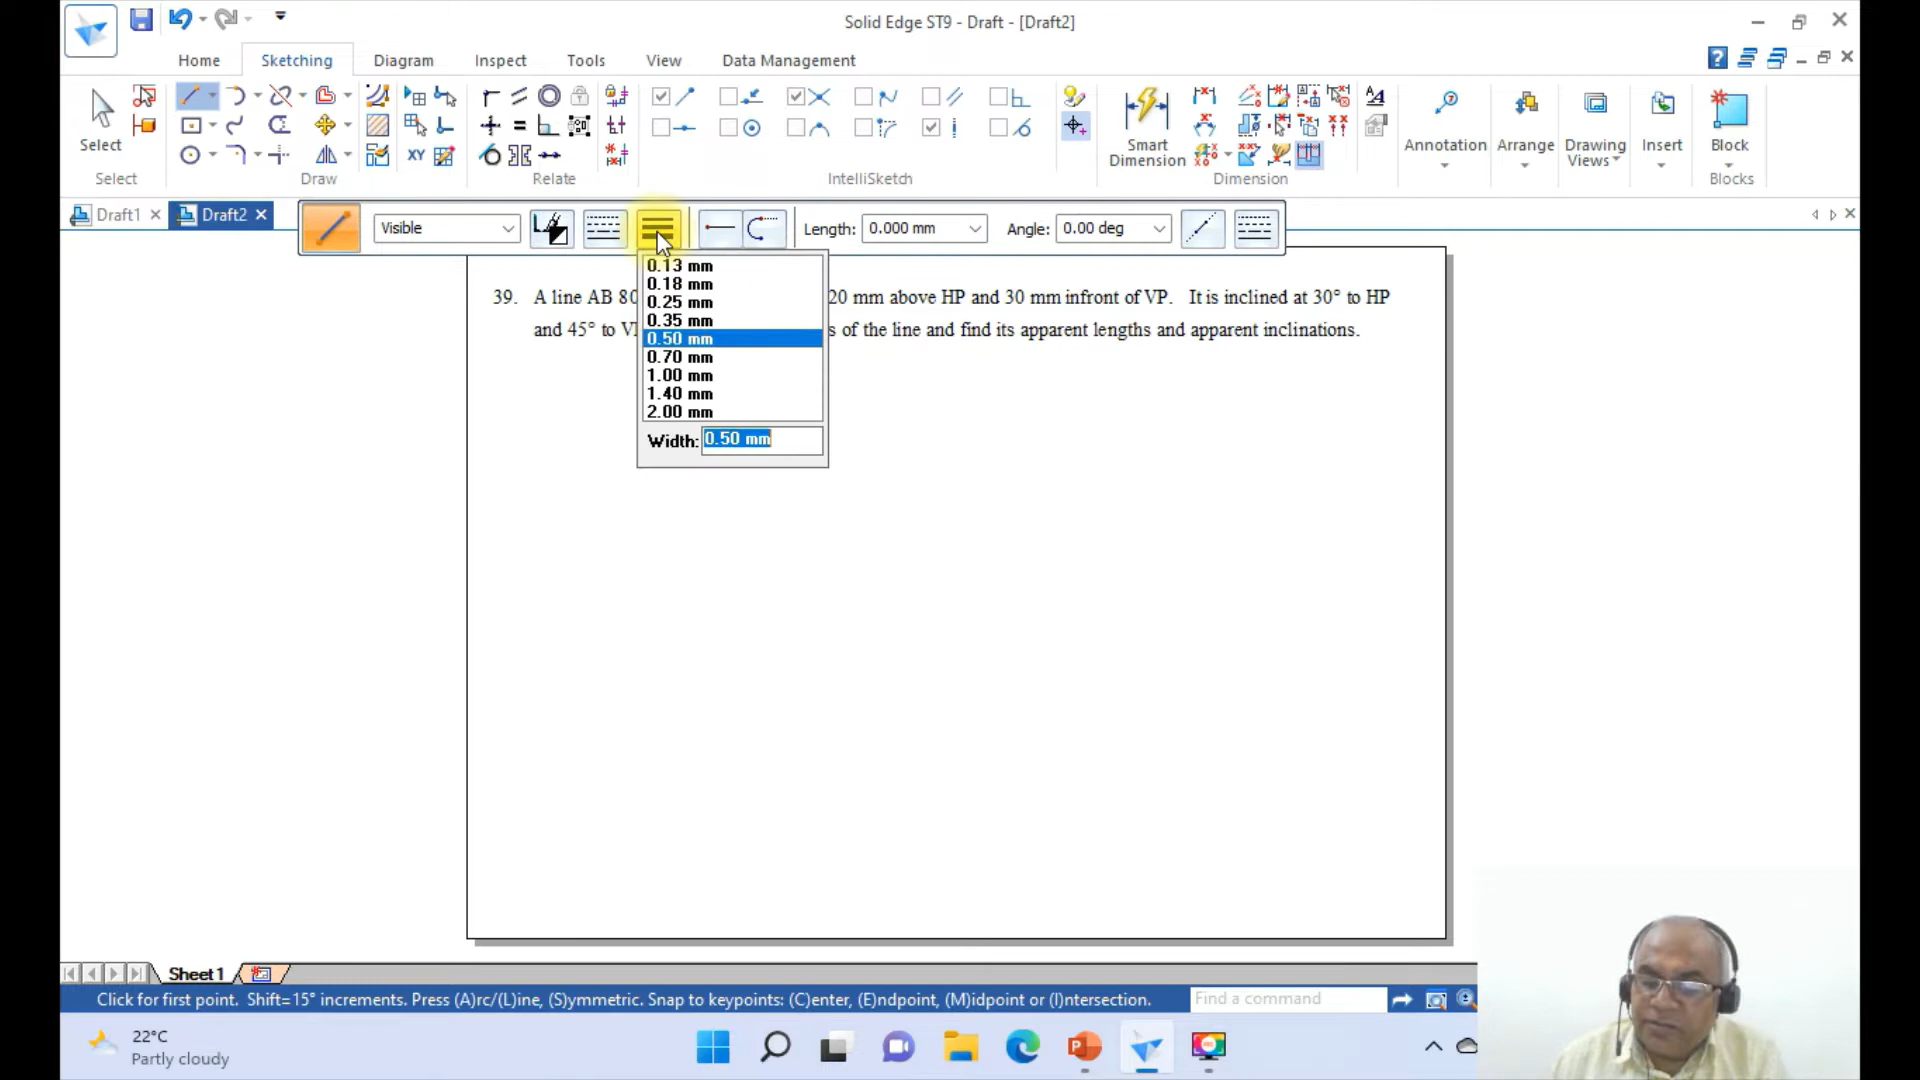 Solid Edge ST9 - Draft - [Draft2]
Home Sketching Diagram Inspect Tools View Data Management
Select
Smart Dimension
Annotation
Arrange
Drawing Views
Insert
Block
Select Draw Relate IntelliSketch Dimension Blocks
Draft1 Draft2
Visible Length: 0.000 mm Angle: 0.00 deg
0.13 mm
0.18 mm
0.25 mm
0.35 mm
0.50 mm
0.70 mm
1.00 mm
1.40 mm
2.00 mm
Width: 0.50 mm
39. A line AB 80 20 mm above HP and 30 mm infront of VP. It is inclined at 30° to HP
and 45° to of the line and find its apparent lengths and apparent inclinations.
Sheet1
Click for first point. Shift=15° increments. Press (A)rc/(L)ine, (S)ymmetric. Snap to keypoints: (C)enter, (E)ndpoint, (M)idpoint or (I)ntersection.
Find a command
22°C
Partly cloudy